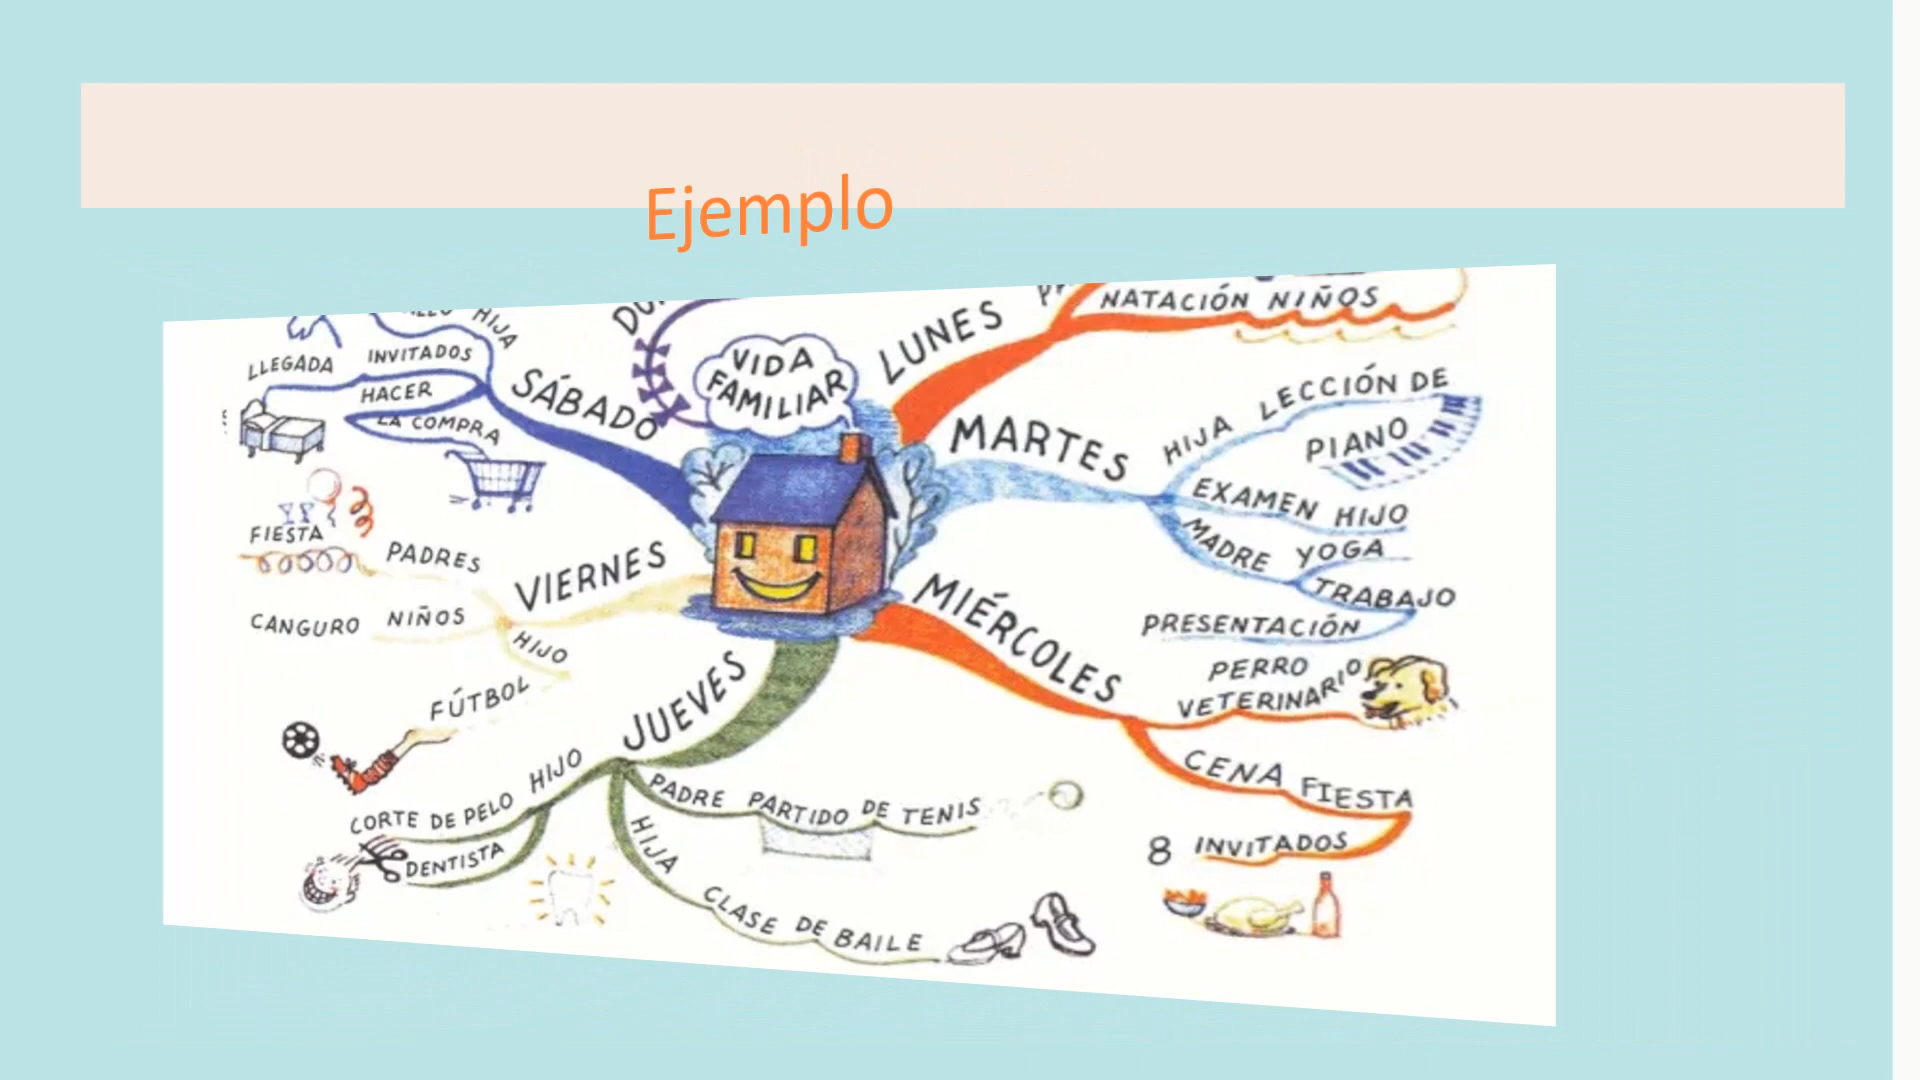 Ejemplo
VIDA
FAMILIAR
LUNES
NATACIÓN NIÑOS
MARTES
HIJA LECCIÓN DE
PIANO
EXAMEN HIJO
MADRE YOGA
TRABAJO
PRESENTACIÓN
MIÉRCOLES
PERRO
VETERINARIO
CENA FIESTA
8 INVITADOS
JUEVES
PADRE PARTIDO DE TENIS
HIJA
CLASE DE BAILE
HIJO
CORTE DE PELO
DENTISTA
VIERNES
PADRES
FIESTA
CANGURO NIÑOS
HIJO
FÚTBOL
SÁBADO
HIJA
LLEGADA INVITADOS
HACER
LA COMPRA